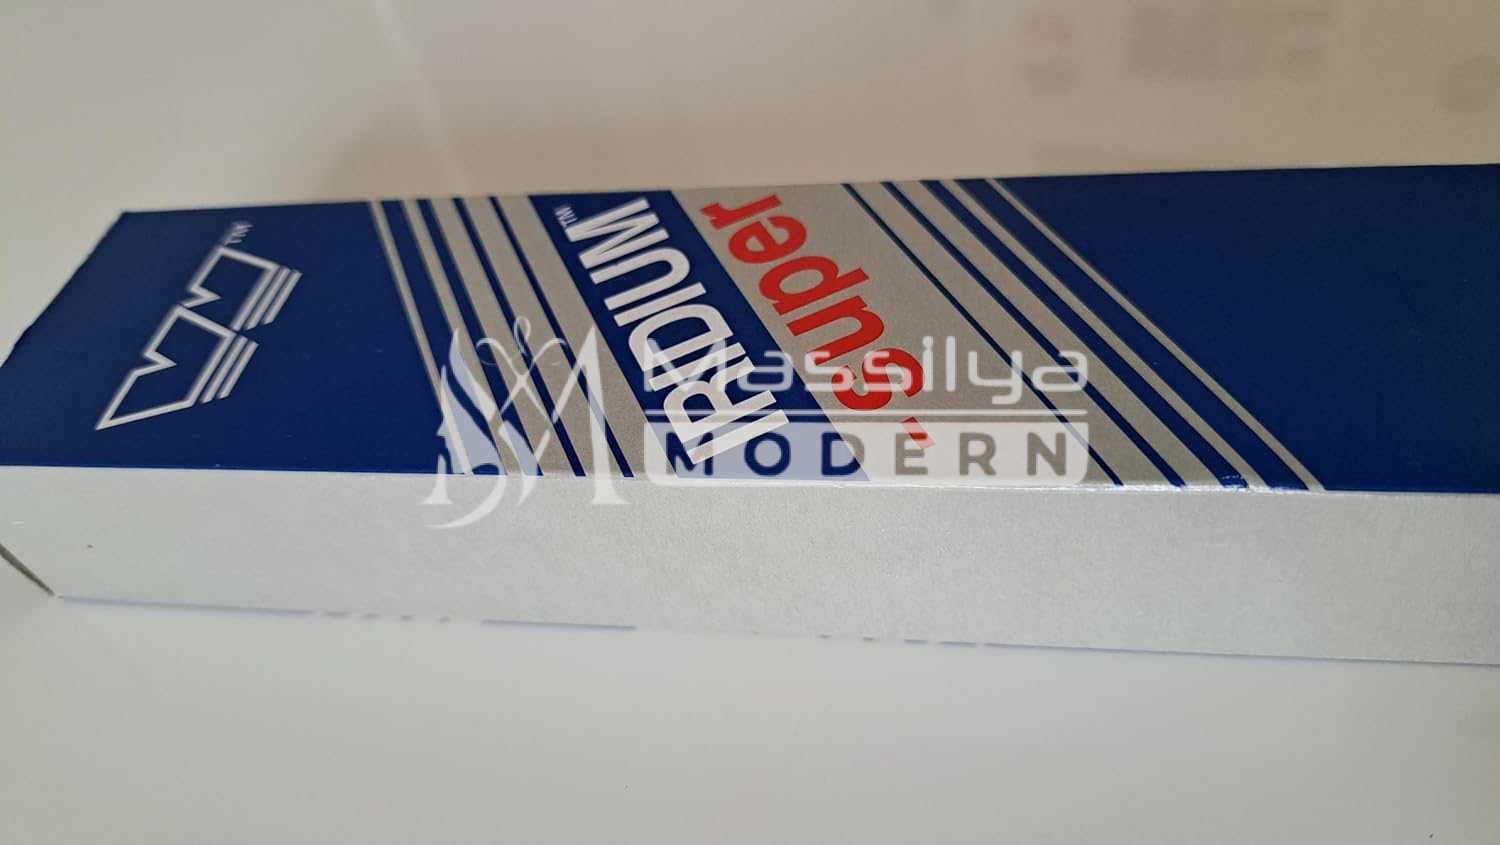 IRIDIUM™
"super
Massilya
MODERN